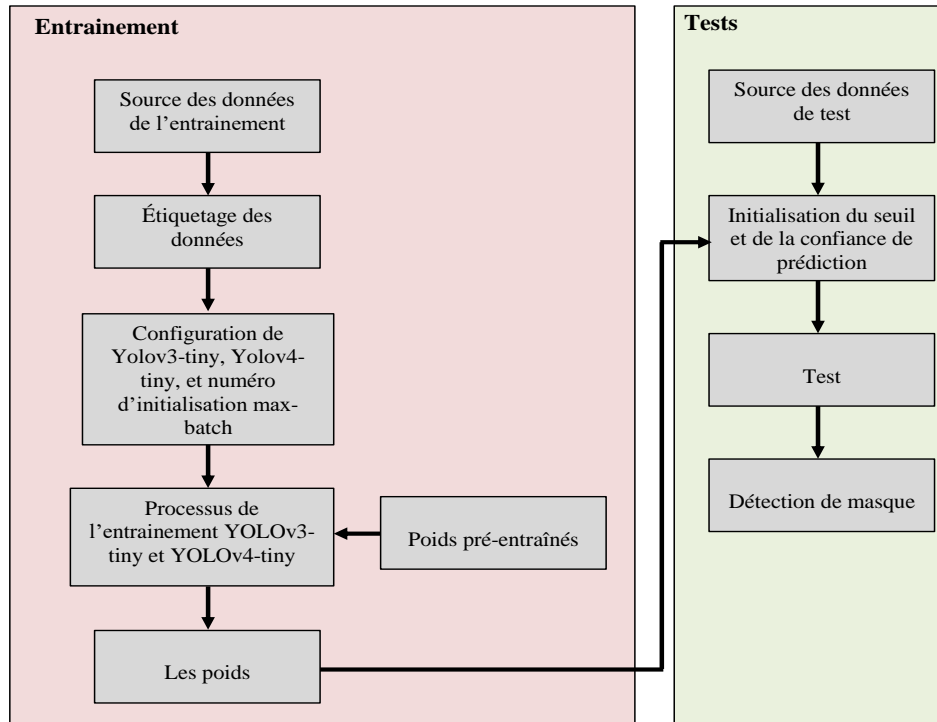 Entrainement
Source des données
de l’entrainement
Étiquetage des
données
Configuration de
Yolov3-tiny, Yolov4-
tiny, et numéro
d’initialisation max-
batch
Processus de
l’entrainement YOLOv3-
tiny et YOLOv4-tiny
Poids pré-entraînés
Les poids
Tests
Source des données
de test
Initialisation du seuil
et de la confiance de
prédiction
Test
Détection de masque